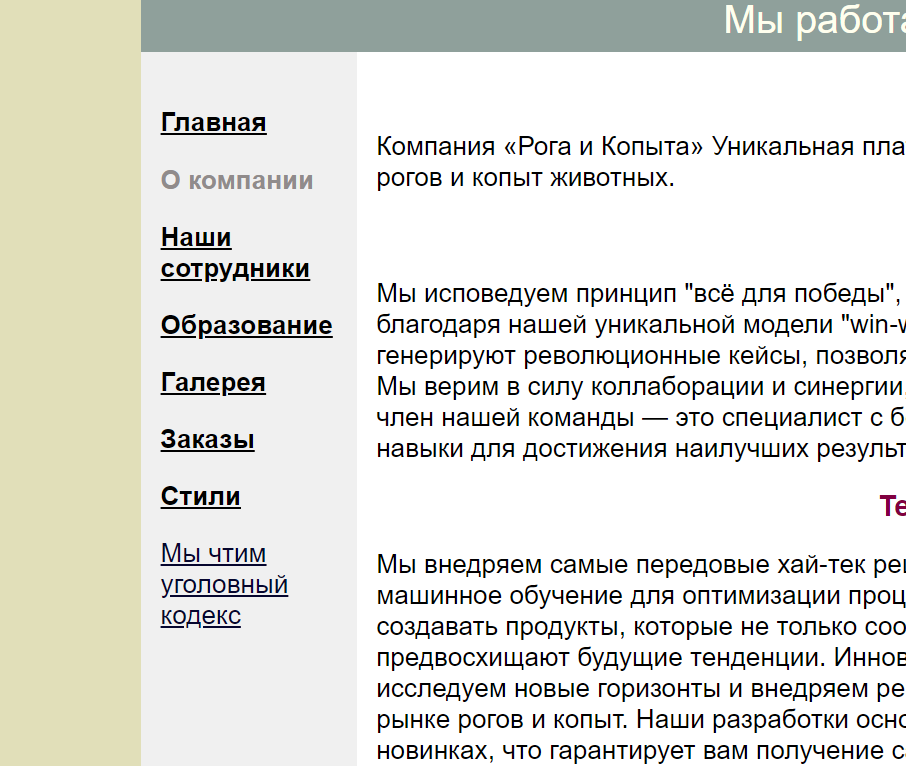 Мы работа
Главная
О компании
Наши
сотрудники
Образование
Галерея
Заказы
Стили
Мы чтим
уголовный
кодекс
Компания «Рога и Копыта» Уникальная пла
рогов и копыт животных.
Мы исповедуем принцип "всё для победы",
благодаря нашей уникальной модели "win-w
генерируют революционные кейсы, позволя
Мы верим в силу коллаборации и синергии.
член нашей команды — это специалист с б
навыки для достижения наилучших результ
Те
Мы внедряем самые передовые хай-тек реш
машинное обучение для оптимизации проц
создавать продукты, которые не только соо
предвосхищают будущие тенденции. Иннов
исследуем новые горизонты и внедряем ре
рынке рогов и копыт. Наши разработки осно
новинках, что гарантирует вам получение са